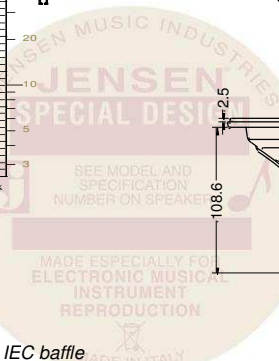 Ω
20
10
5
3
JENSEN MUSIC INDUSTRIES
JENSEN
SPECIAL DESIGN
2.5
108.6
SEE MODEL AND
SPECIFICATION
NUMBER ON SPEAKER
MADE ESPECIALLY FOR
ELECTRONIC MUSICAL
INSTRUMENT
REPRODUCTION
MADE IN ITALY
IEC baffle